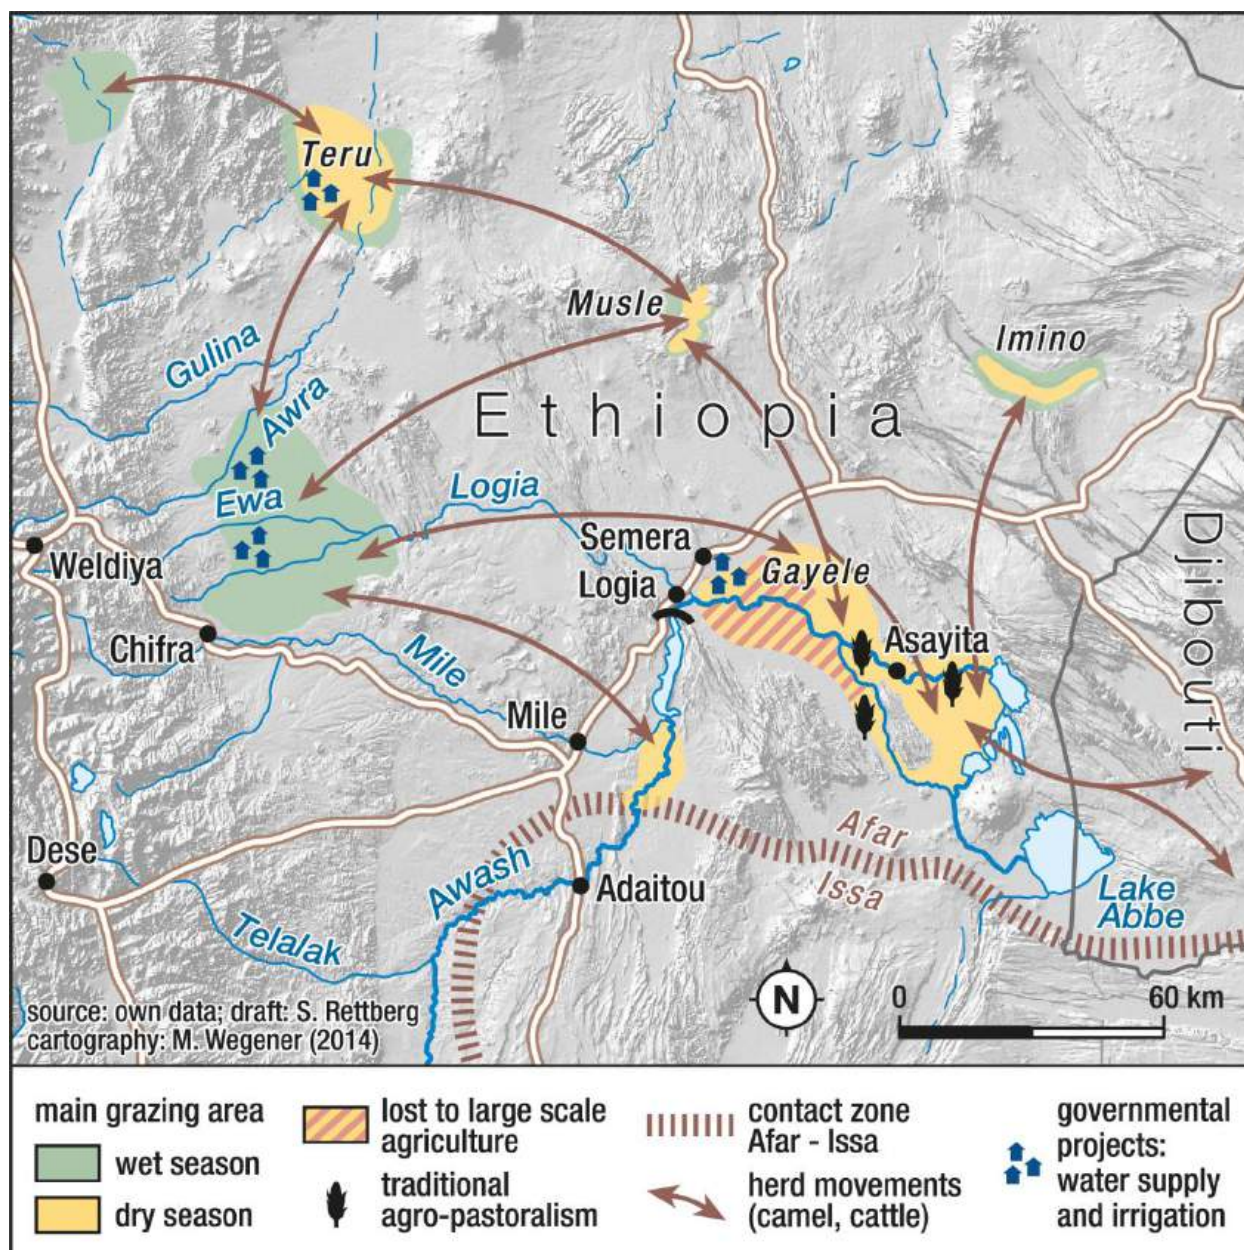 Teru
Musle
Imino
Gulina
Awra
Ethiopia
Ewa
Logia
Semera
Weldiya
Logia
Gayele
Djibouti
Chifra
Asayita
Mile
Mile
Afar
Issa
Dese
Awash
Adaitou
Lake
Abbe
Telalak
N
0
60 km
source: own data; draft: S. Rettberg
cartography: M. Wegener (2014)
main grazing area
wet season
dry season
lost to large scale
agriculture
traditional
agro-pastoralism
contact zone
Afar - Issa
herd movements
(camel, cattle)
governmental
projects:
water supply
and irrigation